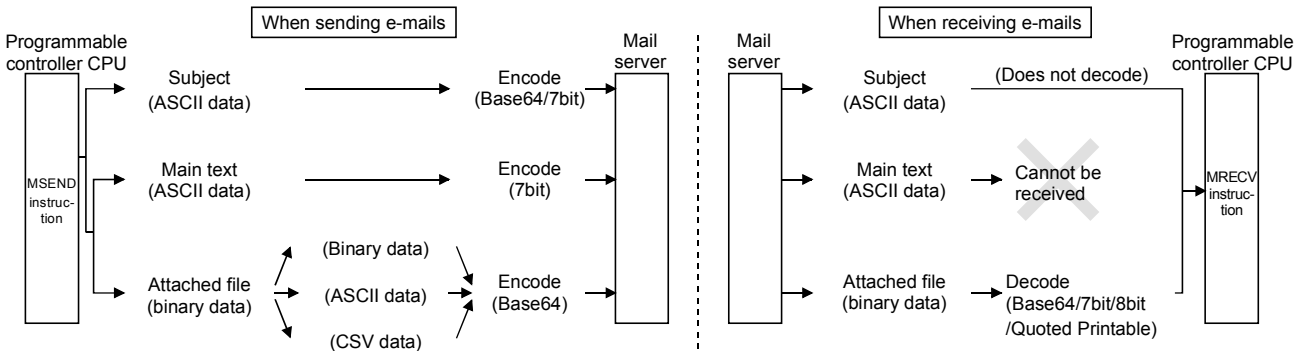 When sending e-mails
When receiving e-mails
Programmable
controller CPU
Mail
server
Mail
server
Programmable
controller CPU
Subject
(ASCII data)
Encode
(Base64/7bit)
Subject
(ASCII data)
(Does not decode)
MSEND
instruc-
tion
Main text
(ASCII data)
Encode
(7bit)
Main text
(ASCII data)
Cannot be
received
MRECV
instruc-
tion
Attached file
(binary data)
(Binary data)
(ASCII data)
(CSV data)
Encode
(Base64)
Attached file
(binary data)
Decode
(Base64/7bit/8bit
/Quoted Printable)